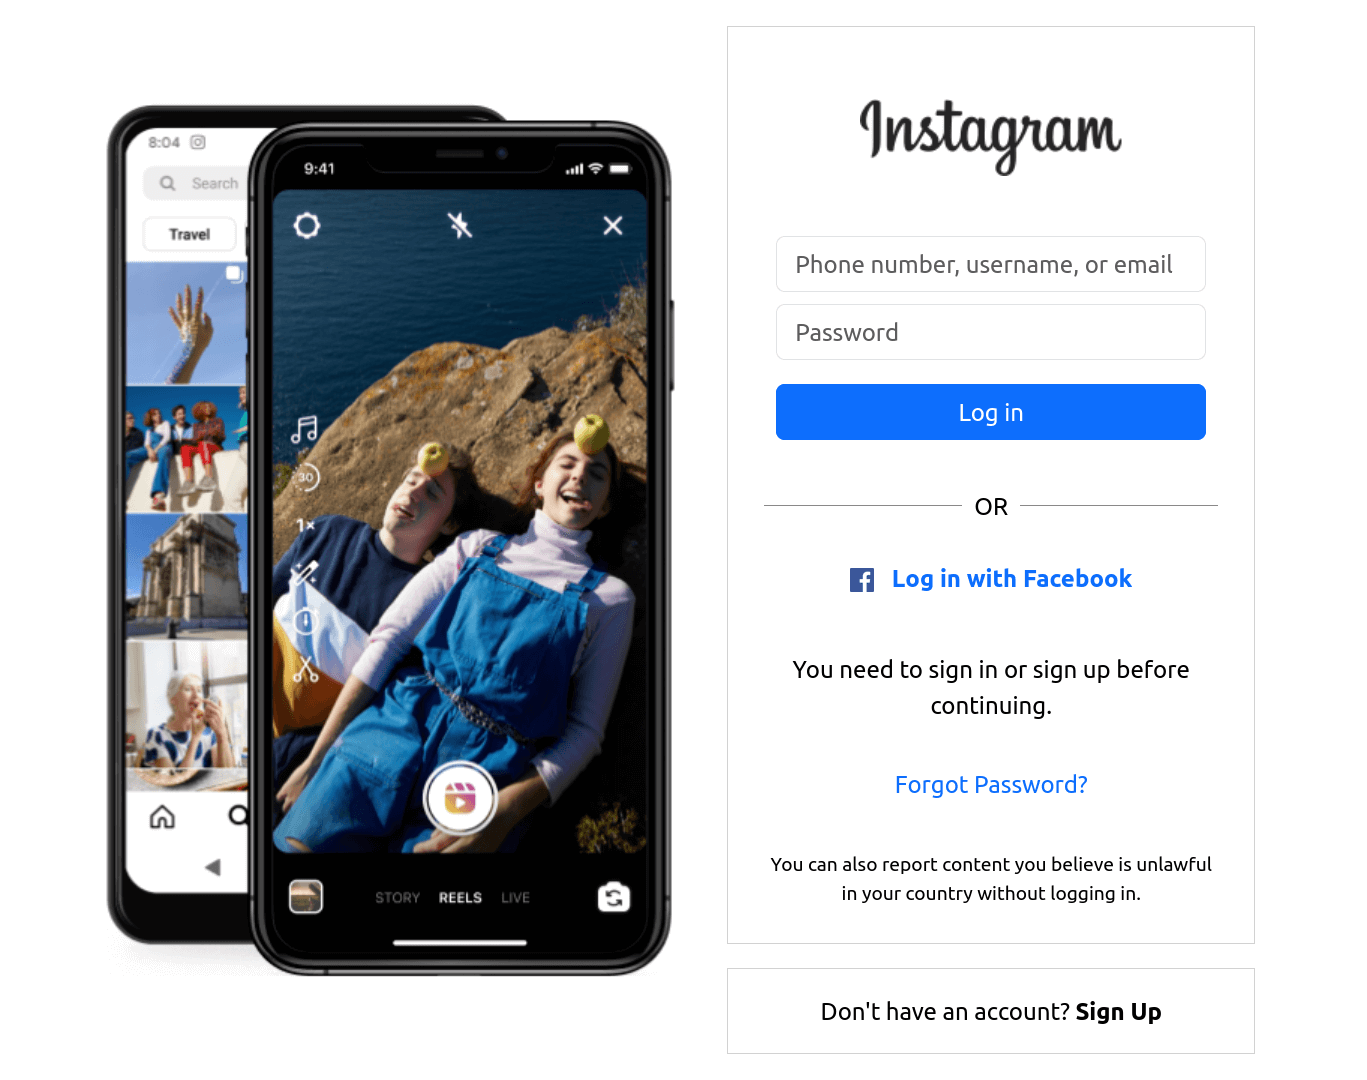 8:04
Search
Travel
9:41
30
1×
STORY REELS LIVE
Instagram
Phone number, username, or email
Password
Log in
OR
Log in with Facebook
You need to sign in or sign up before
continuing.
Forgot Password?
You can also report content you believe is unlawful
in your country without logging in.
Don't have an account? Sign Up